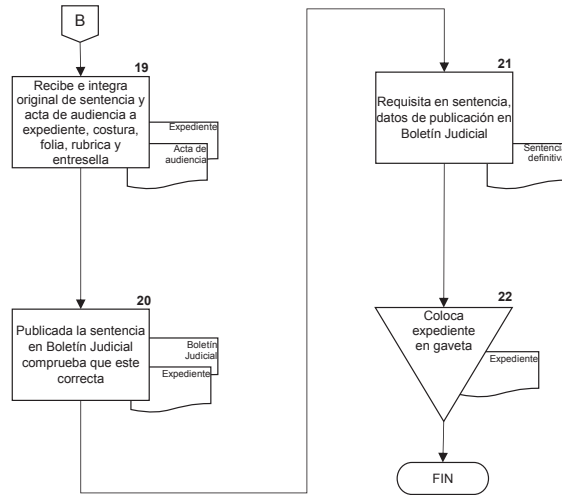 B
19
Recibe e integra
original de sentencia y
acta de audiencia a
expediente, costura,
folia, rubrica y
entresella
Expediente
Acta de
audiencia
20
Publicada la sentencia
en Boletín Judicial
comprueba que este
correcta
Boletín
Judicial
Expediente
21
Requisita en sentencia,
datos de publicación en
Boletín Judicial
Sentencia
definitiva
22
Coloca
expediente
en gaveta
Expediente
FIN